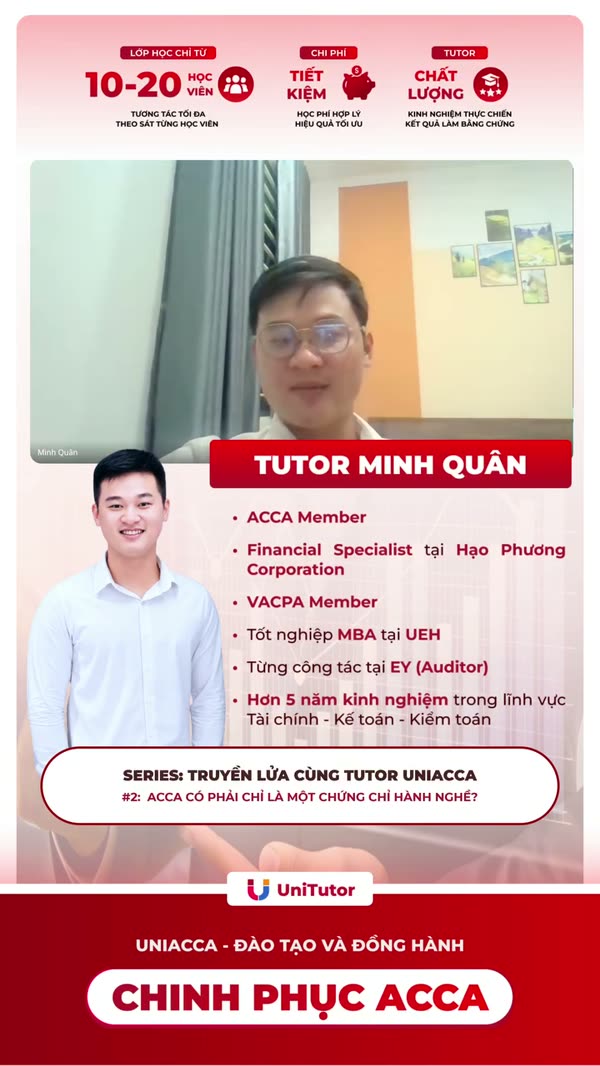 LỚP HỌC CHỈ TỪ
10-20 HỌC VIÊN
TƯƠNG TÁC TỐI ĐA
THEO SÁT TỪNG HỌC VIÊN
CHI PHÍ
TIẾT KIỆM
HỌC PHÍ HỢP LÝ
HIỆU QUẢ TỐI ƯU
TUTOR
CHẤT LƯỢNG
KINH NGHIỆM THỰC CHIẾN
KẾT QUẢ LÀM BẰNG CHỨNG
Minh Quân
TUTOR MINH QUÂN
• ACCA Member
• Financial Specialist tại Hạo Phương
Corporation
• VACPA Member
• Tốt nghiệp MBA tại UEH
• Từng công tác tại EY (Auditor)
• Hơn 5 năm kinh nghiệm trong lĩnh vực
Tài chính - Kế toán - Kiểm toán
SERIES: TRUYỀN LỬA CÙNG TUTOR UNIACCA
#2: ACCA CÓ PHẢI CHỈ LÀ MỘT CHỨNG CHỈ HÀNH NGHỀ?
UniTutor
UNIACCA - ĐÀO TẠO VÀ ĐỒNG HÀNH
CHINH PHỤC ACCA